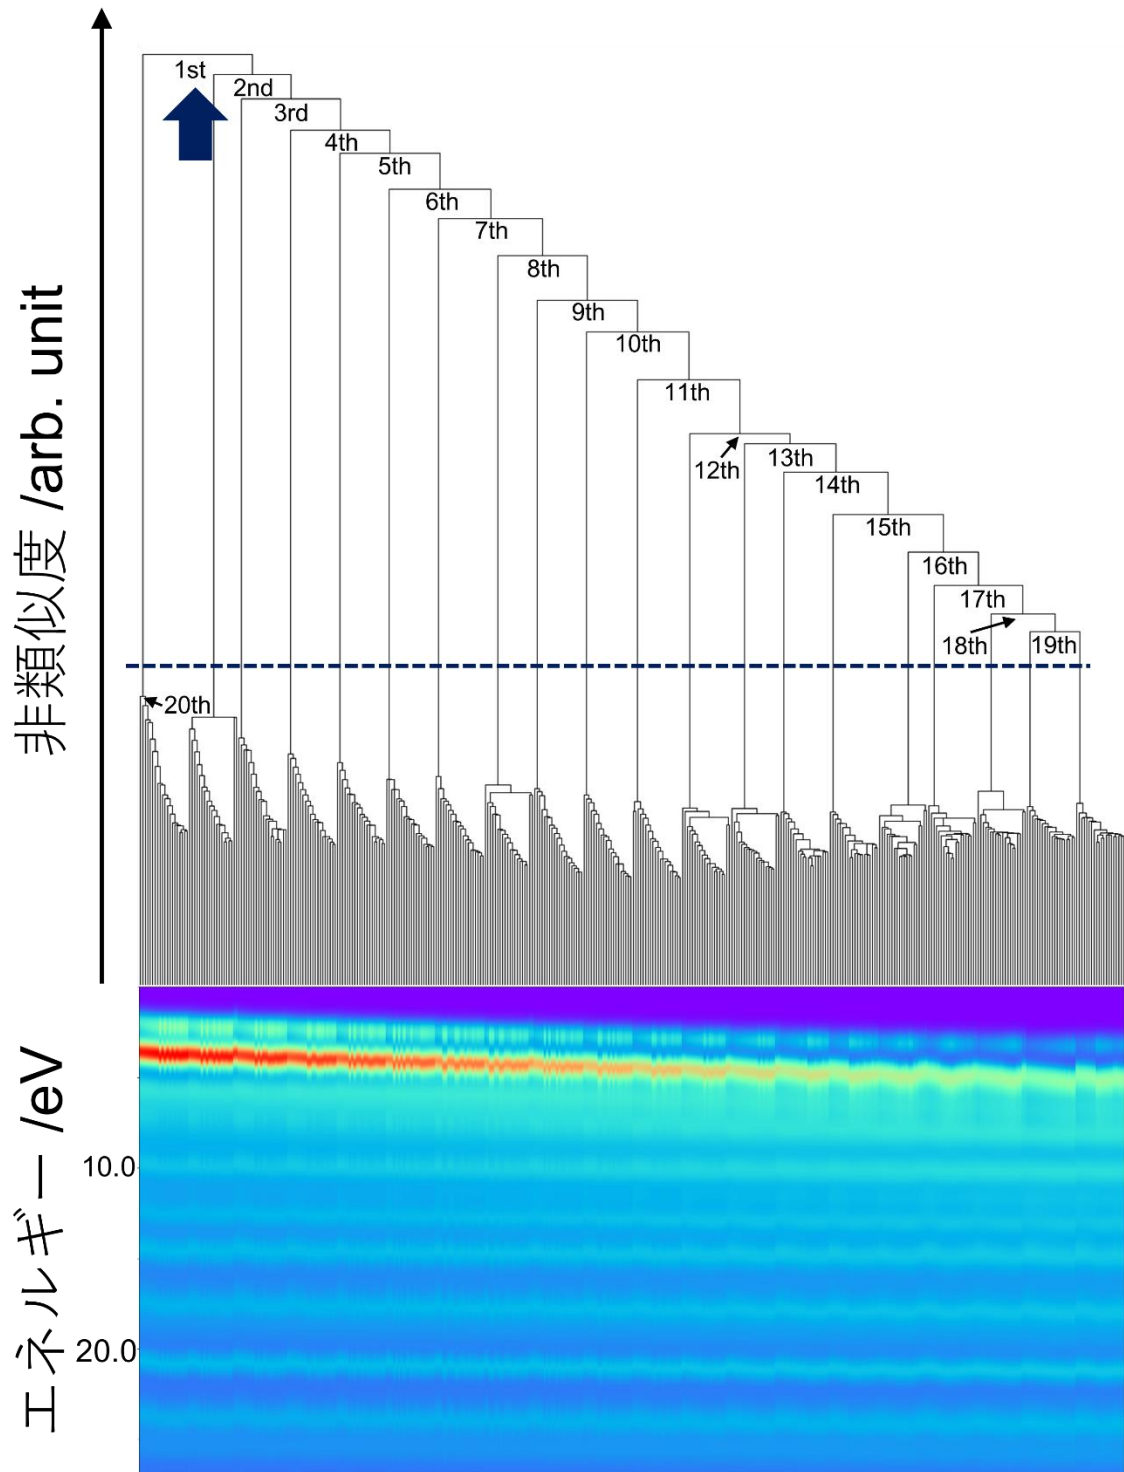 1st
2nd
3rd
4th
5th
6th
7th
8th
9th
10th
11th
12th
13th
14th
15th
16th
17th
18th
19th
20th
非類似度 /arb. unit
エネルギー /eV
10.0
20.0